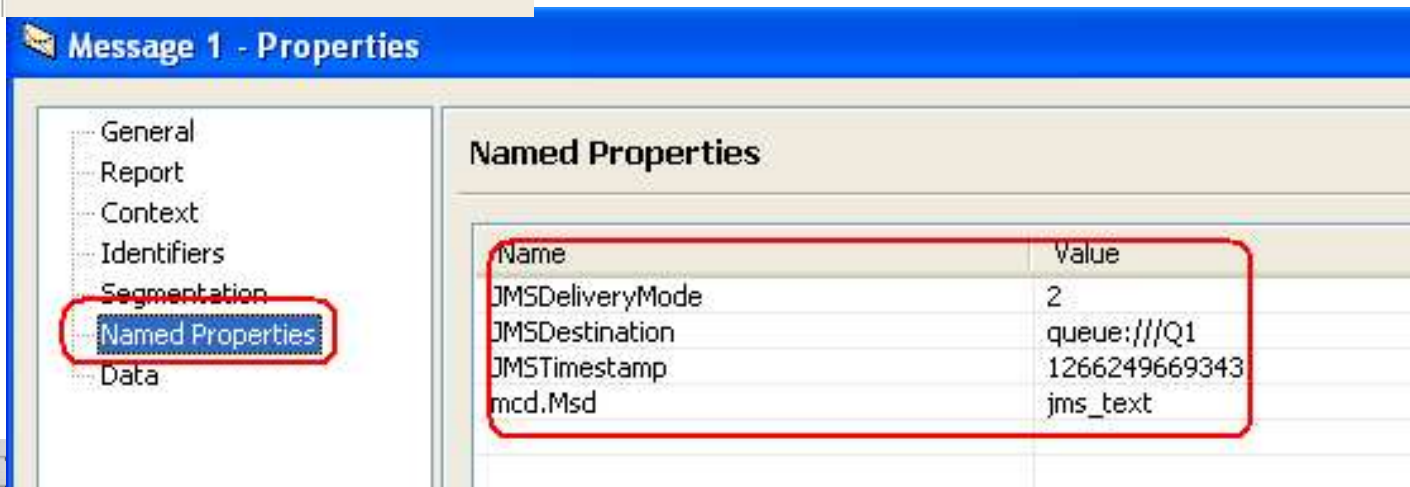 Message 1 - Properties
General
Report
Context
Identifiers
Segmentation
Named Properties
Data
Named Properties
Name Value
JMSDeliveryMode 2
JMSDestination queue:///Q1
JMSTimestamp 1266249669343
mcd.Msd jms_text